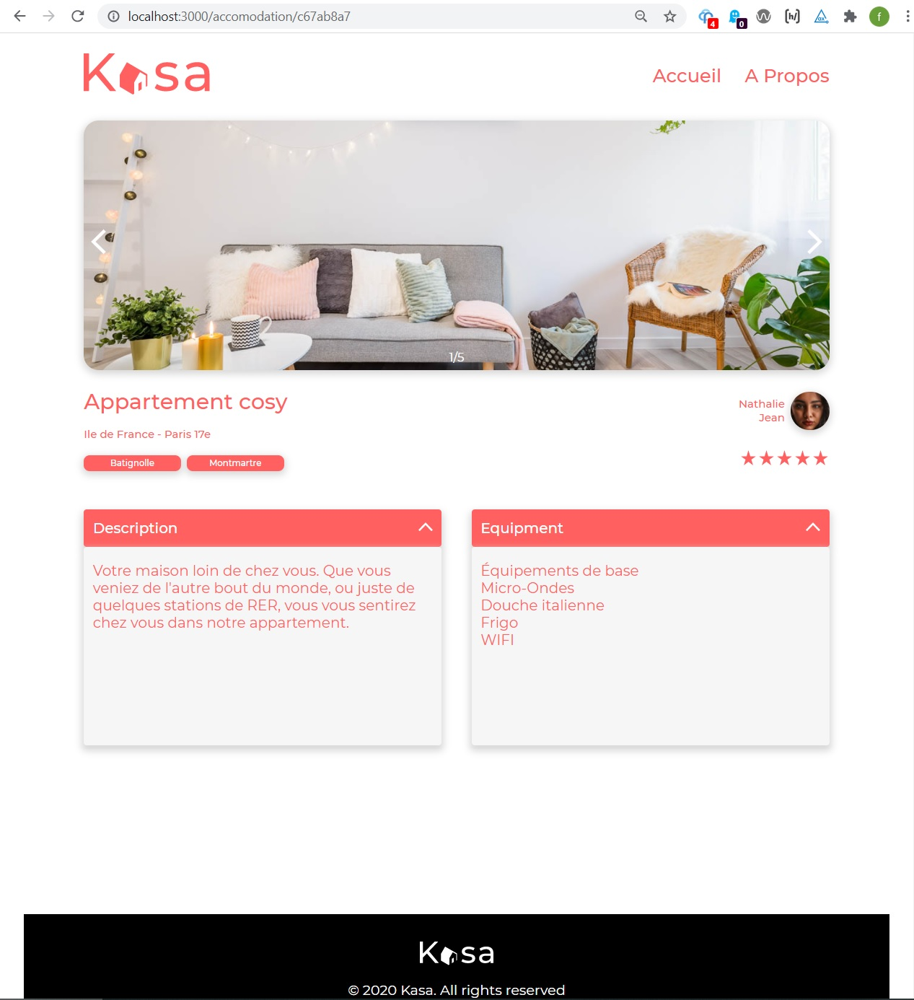 localhost:3000/accomodation/c67ab8a7
4
0
[h/]
ax
f
Kasa
Accueil
A Propos
1/5
Appartement cosy
Nathalie
Jean
Ile de France - Paris 17e
Batignolle
Montmartre
Description
Votre maison loin de chez vous. Que vous
veniez de l'autre bout du monde, ou juste de
quelques stations de RER, vous vous sentirez
chez vous dans notre appartement.
Equipment
Équipements de base
Micro-Ondes
Douche italienne
Frigo
WIFI
Kasa
© 2020 Kasa. All rights reserved